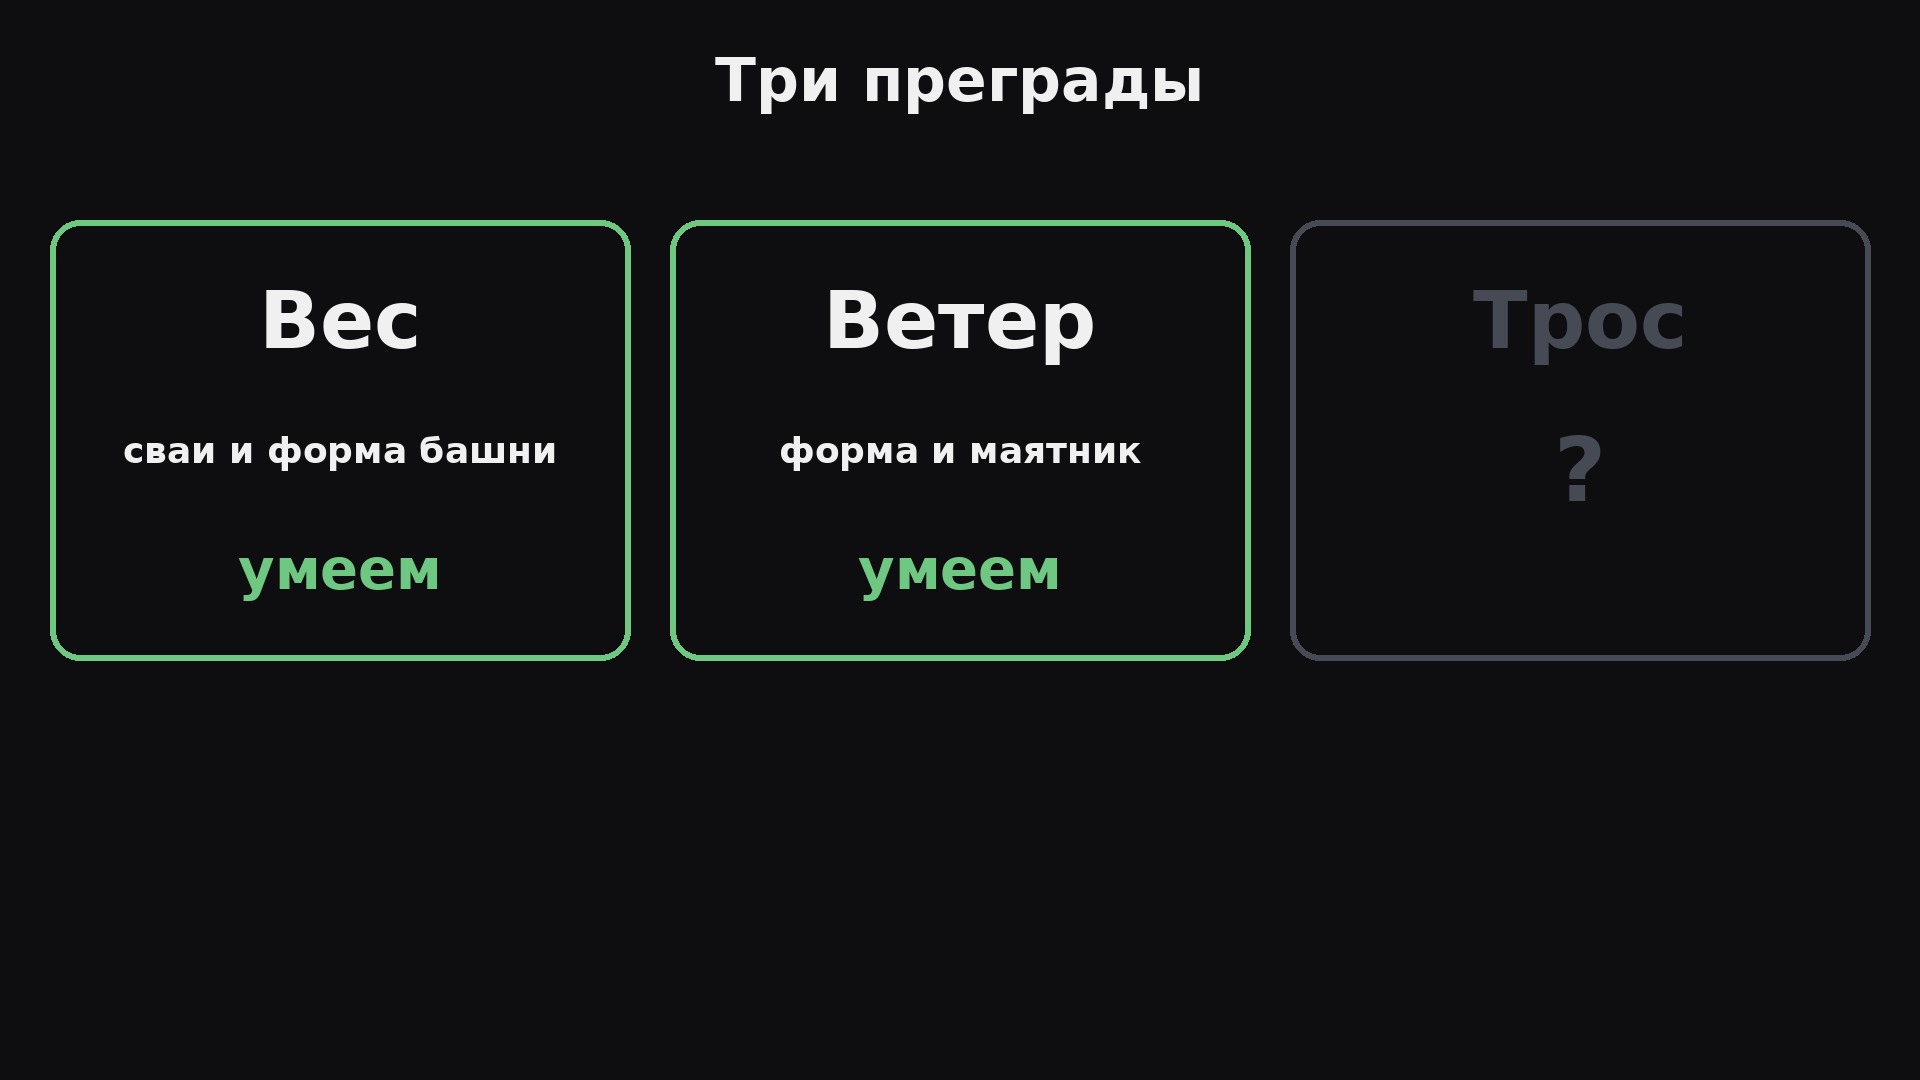 Три преграды
Вес
сваи и форма башни
умеем
Ветер
форма и маятник
умеем
Трос
?